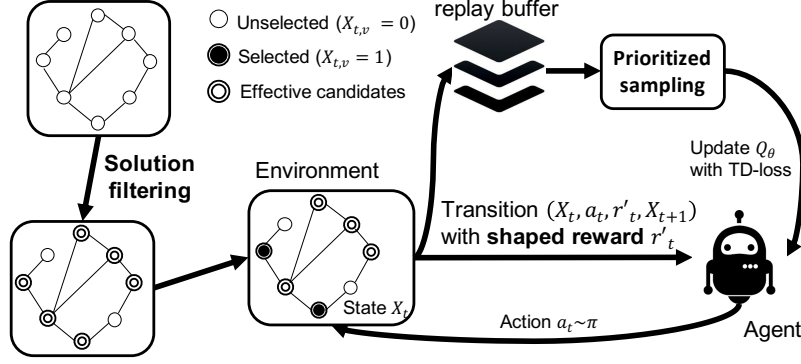 replay buffer
Unselected (X_{t,v} = 0)
Selected (X_{t,v} = 1)
Effective candidates
Prioritized
sampling
Solution
filtering
Environment
Update Q_θ
with TD-loss
Transition (X_t, a_t, r'_t, X_{t+1})
with shaped reward r'_t
State X_t
Action a_t~π
Agent